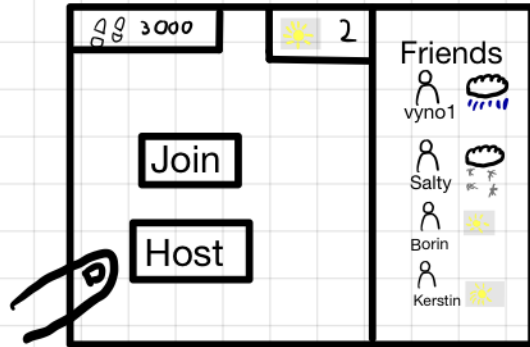 3000
2
Friends
vyno1
Salty
Borin
Kerstin
Join
Host